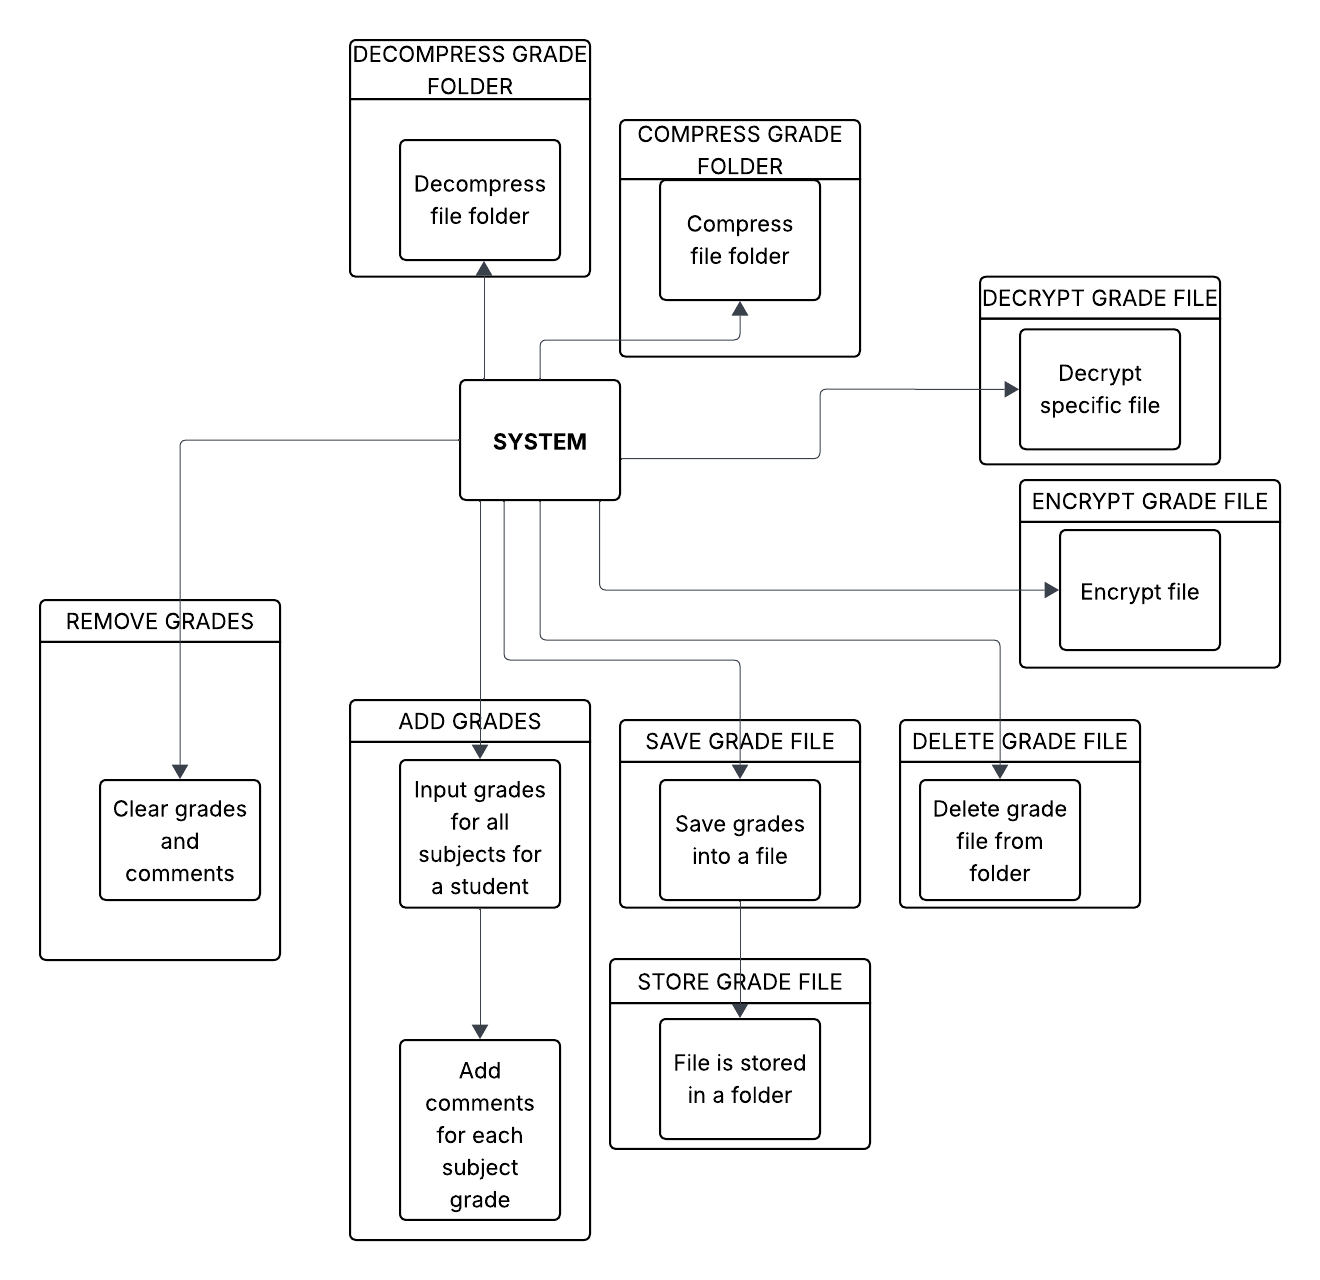 DECOMPRESS GRADE
FOLDER
Decompress
file folder
COMPRESS GRADE
FOLDER
Compress
file folder
DECRYPT GRADE FILE
Decrypt
specific file
SYSTEM
ENCRYPT GRADE FILE
Encrypt file
REMOVE GRADES
Clear grades
and
comments
ADD GRADES
Input grades
for all
subjects for
a student
Add
comments
for each
subject
grade
SAVE GRADE FILE
Save grades
into a file
STORE GRADE FILE
File is stored
in a folder
DELETE GRADE FILE
Delete grade
file from
folder